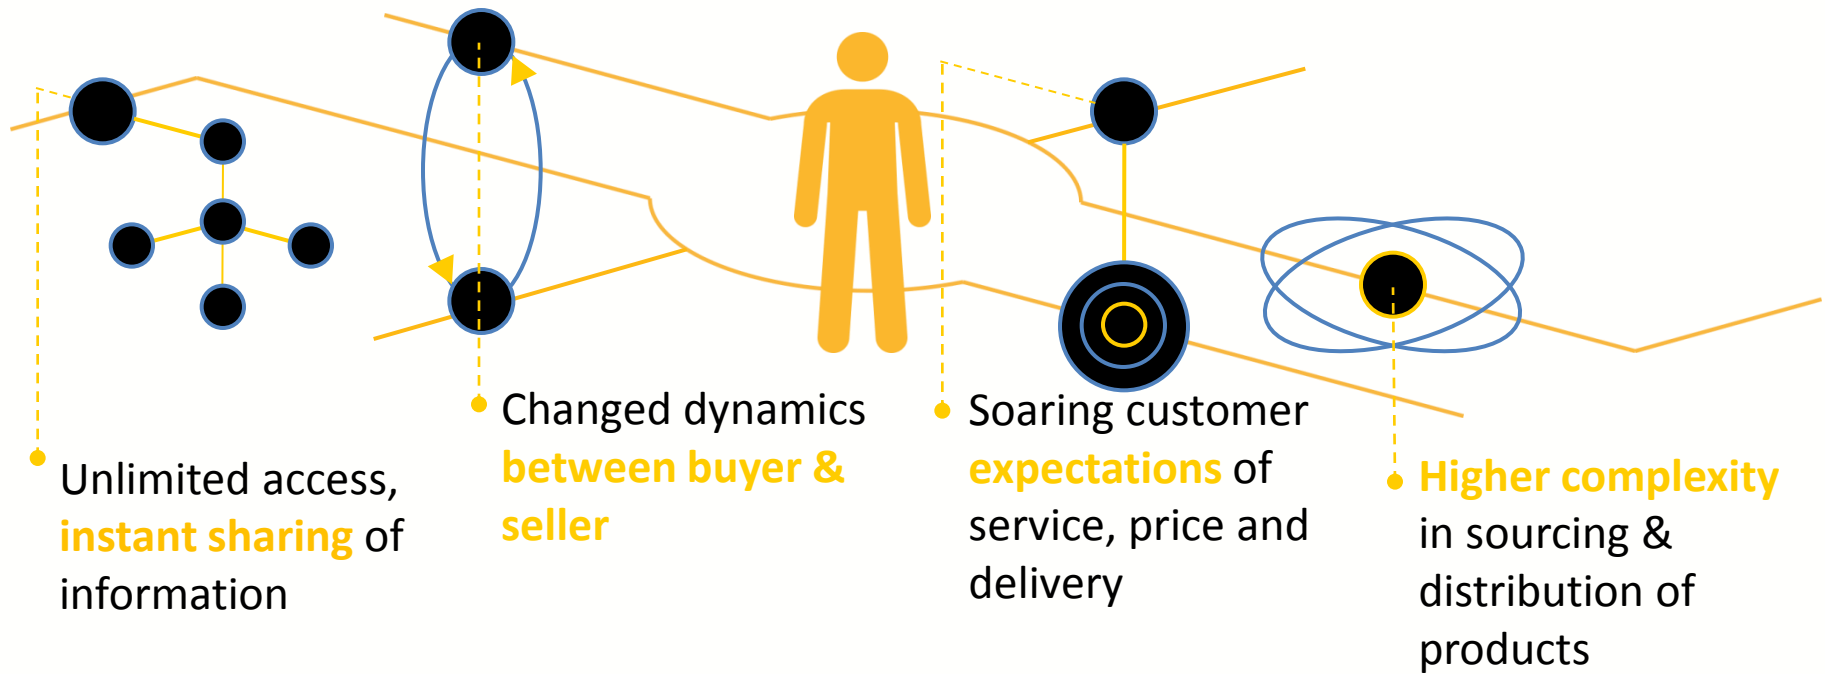 Unlimited access,
instant sharing of
information
Changed dynamics
between buyer &
seller
Soaring customer
expectations of
service, price and
delivery
Higher complexity
in sourcing &
distribution of
products